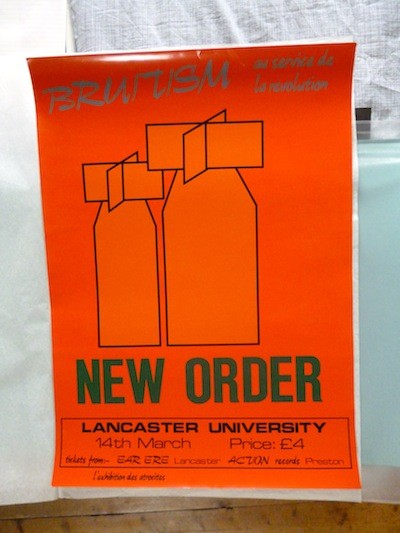 BRUITISM
au service de
la revolution
NEW ORDER
LANCASTER UNIVERSITY
14th March Price: £4
tickets from:- EAR ERE Lancaster ACTION records Preston
l'exhibition des atrocites